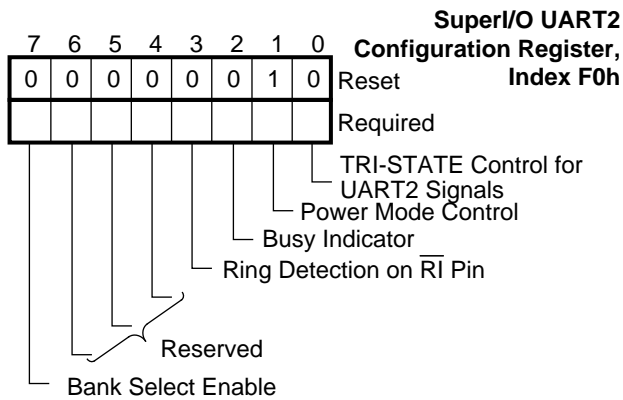 SuperI/O UART2
Configuration Register,
Index F0h
7 6 5 4 3 2 1 0
0 0 0 0 0 0 1 0 Reset
Required
TRI-STATE Control for
UART2 Signals
Power Mode Control
Busy Indicator
Ring Detection on R̅I̅ Pin
Reserved
Bank Select Enable